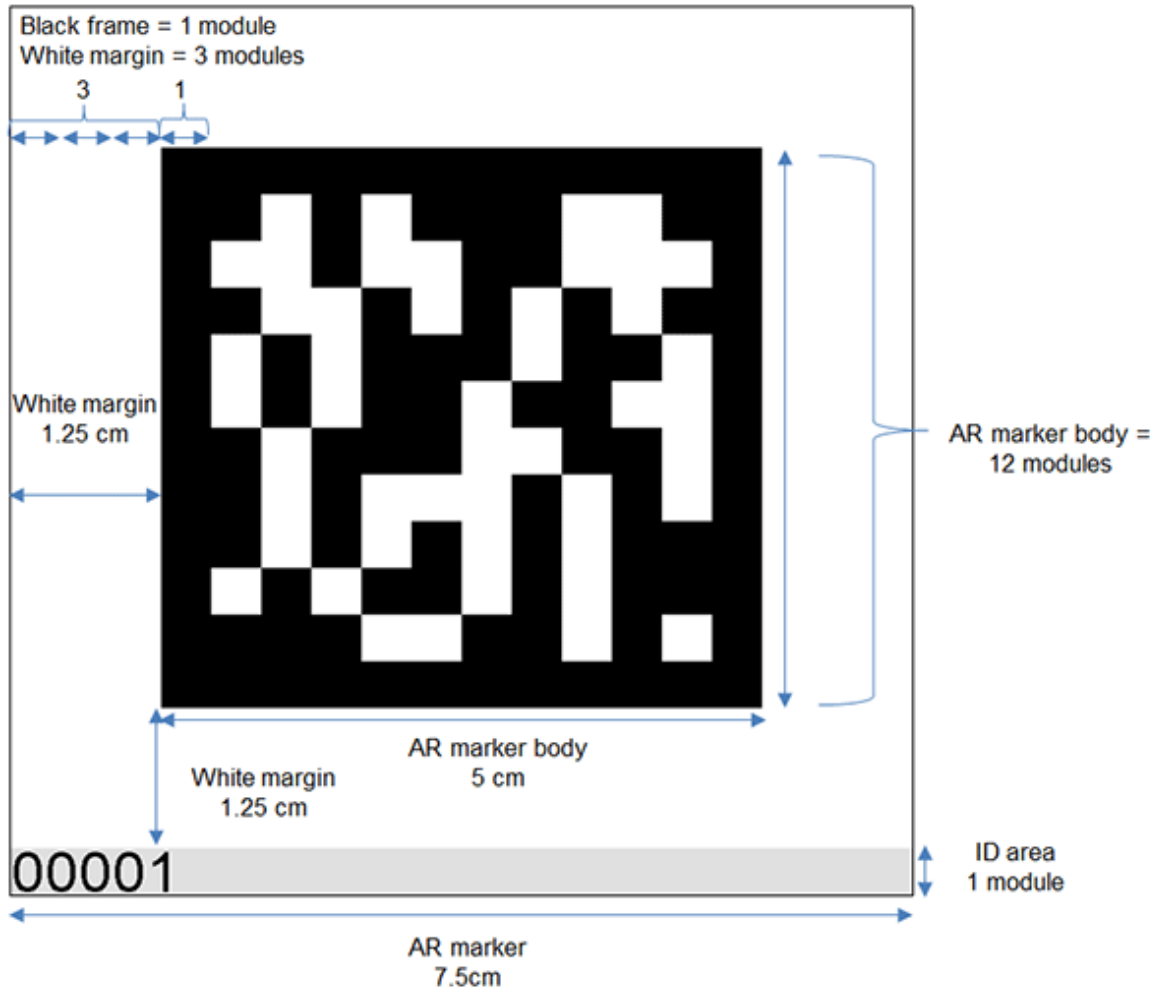 Black frame = 1 module
White margin = 3 modules
3
1
White margin
1.25 cm
AR marker body =
12 modules
AR marker body
5 cm
White margin
1.25 cm
00001
ID area
1 module
AR marker
7.5cm